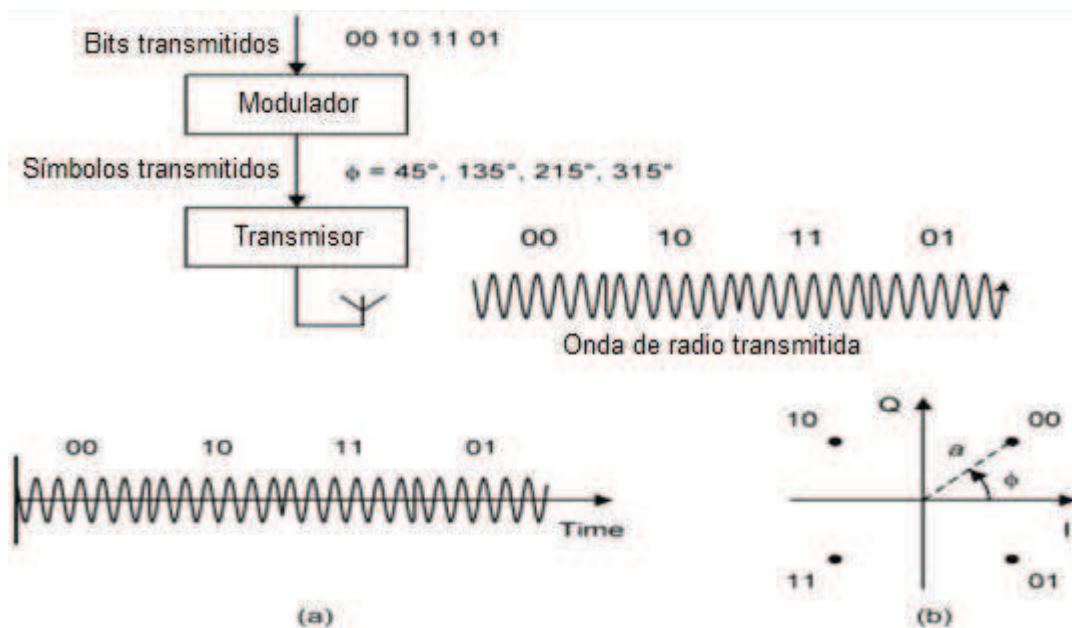 Bits transmitidos 00 10 11 01
Modulador
Símbolos transmitidos ϕ = 45°, 135°, 215°, 315°
Transmisor
00 10 11 01
Onda de radio transmitida
00 10 11 01
Time
(a)
10 Q 00
a ϕ
I
11 01
(b)